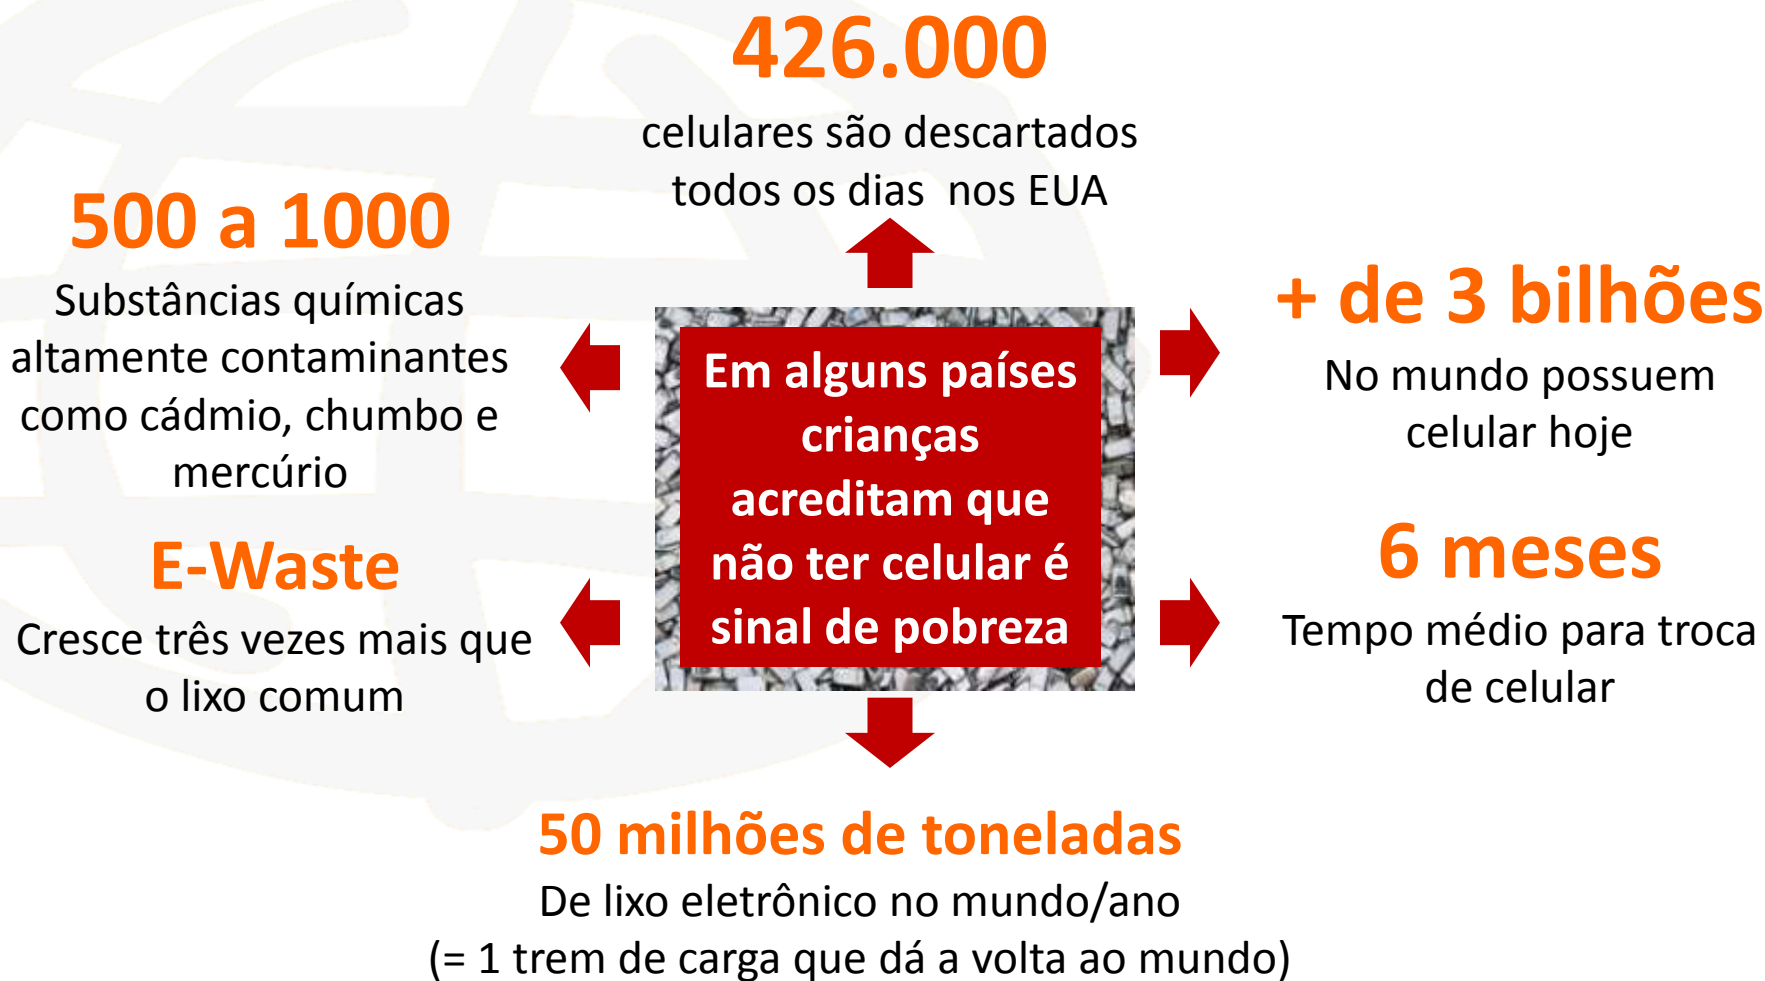 426.000
celulares são descartados
todos os dias  nos EUA
500 a 1000
Substâncias químicas
altamente contaminantes
como cádmio, chumbo e
mercúrio
+ de 3 bilhões
No mundo possuem
celular hoje
Em alguns países
crianças
acreditam que
não ter celular é
sinal de pobreza
E-Waste
Cresce três vezes mais que
o lixo comum
6 meses
Tempo médio para troca
de celular
50 milhões de toneladas
De lixo eletrônico no mundo/ano
(= 1 trem de carga que dá a volta ao mundo)